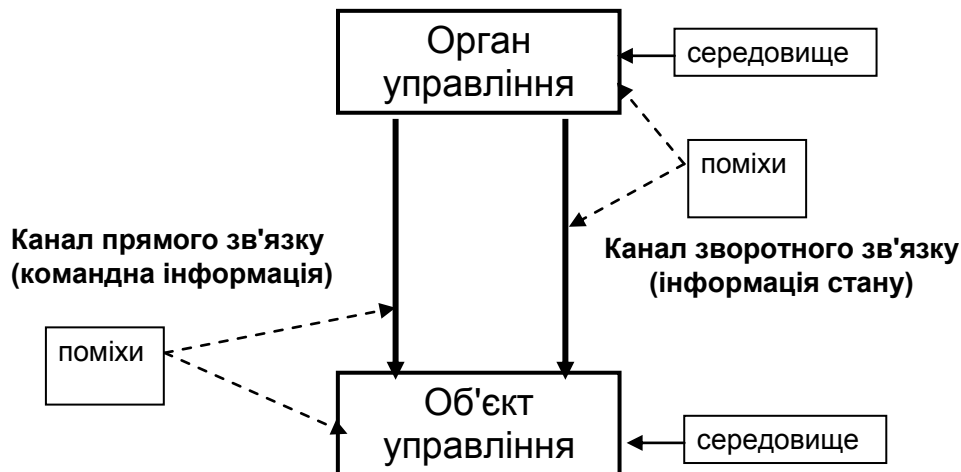 Орган
управління
середовище
поміхи
Канал прямого зв'язку
(командна інформація)
Канал зворотного зв'язку
(інформація стану)
поміхи
Об'єкт
управління
середовище